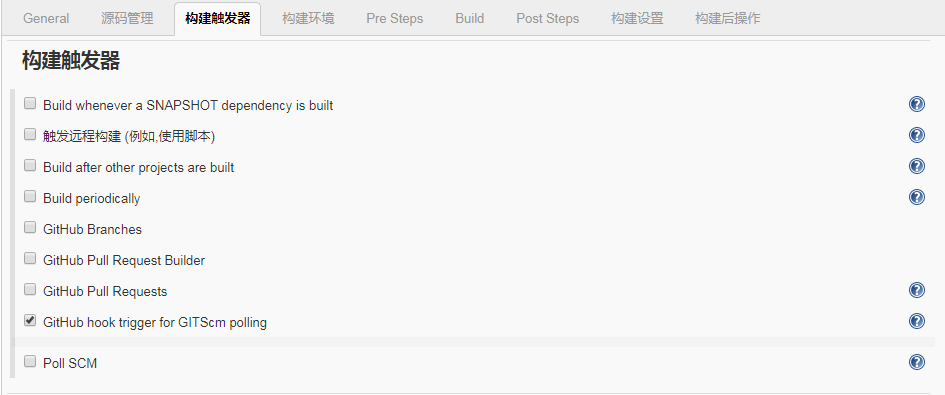 General 源码管理 构建触发器 构建环境 Pre Steps Build Post Steps 构建设置 构建后操作
构建触发器
Build whenever a SNAPSHOT dependency is built
触发远程构建 (例如,使用脚本)
Build after other projects are built
Build periodically
GitHub Branches
GitHub Pull Request Builder
GitHub Pull Requests
GitHub hook trigger for GITScm polling
Poll SCM